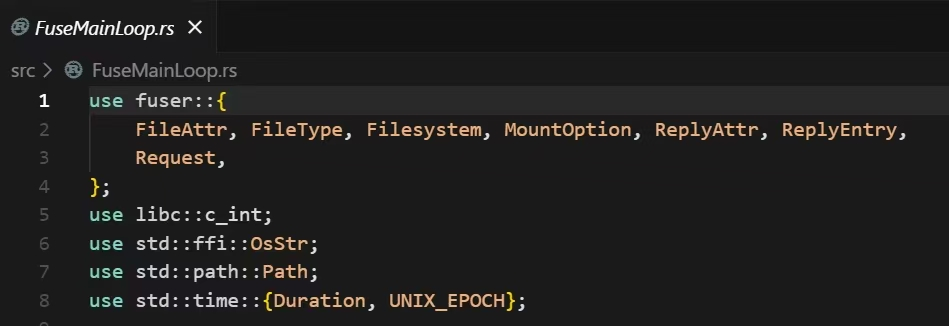 FuseMainLoop.rs ×
src > FuseMainLoop.rs
1 use fuser::{
2     FileAttr, FileType, Filesystem, MountOption, ReplyAttr, ReplyEntry,
3     Request,
4 };
5 use libc::c_int;
6 use std::ffi::OsStr;
7 use std::path::Path;
8 use std::time::{Duration, UNIX_EPOCH};